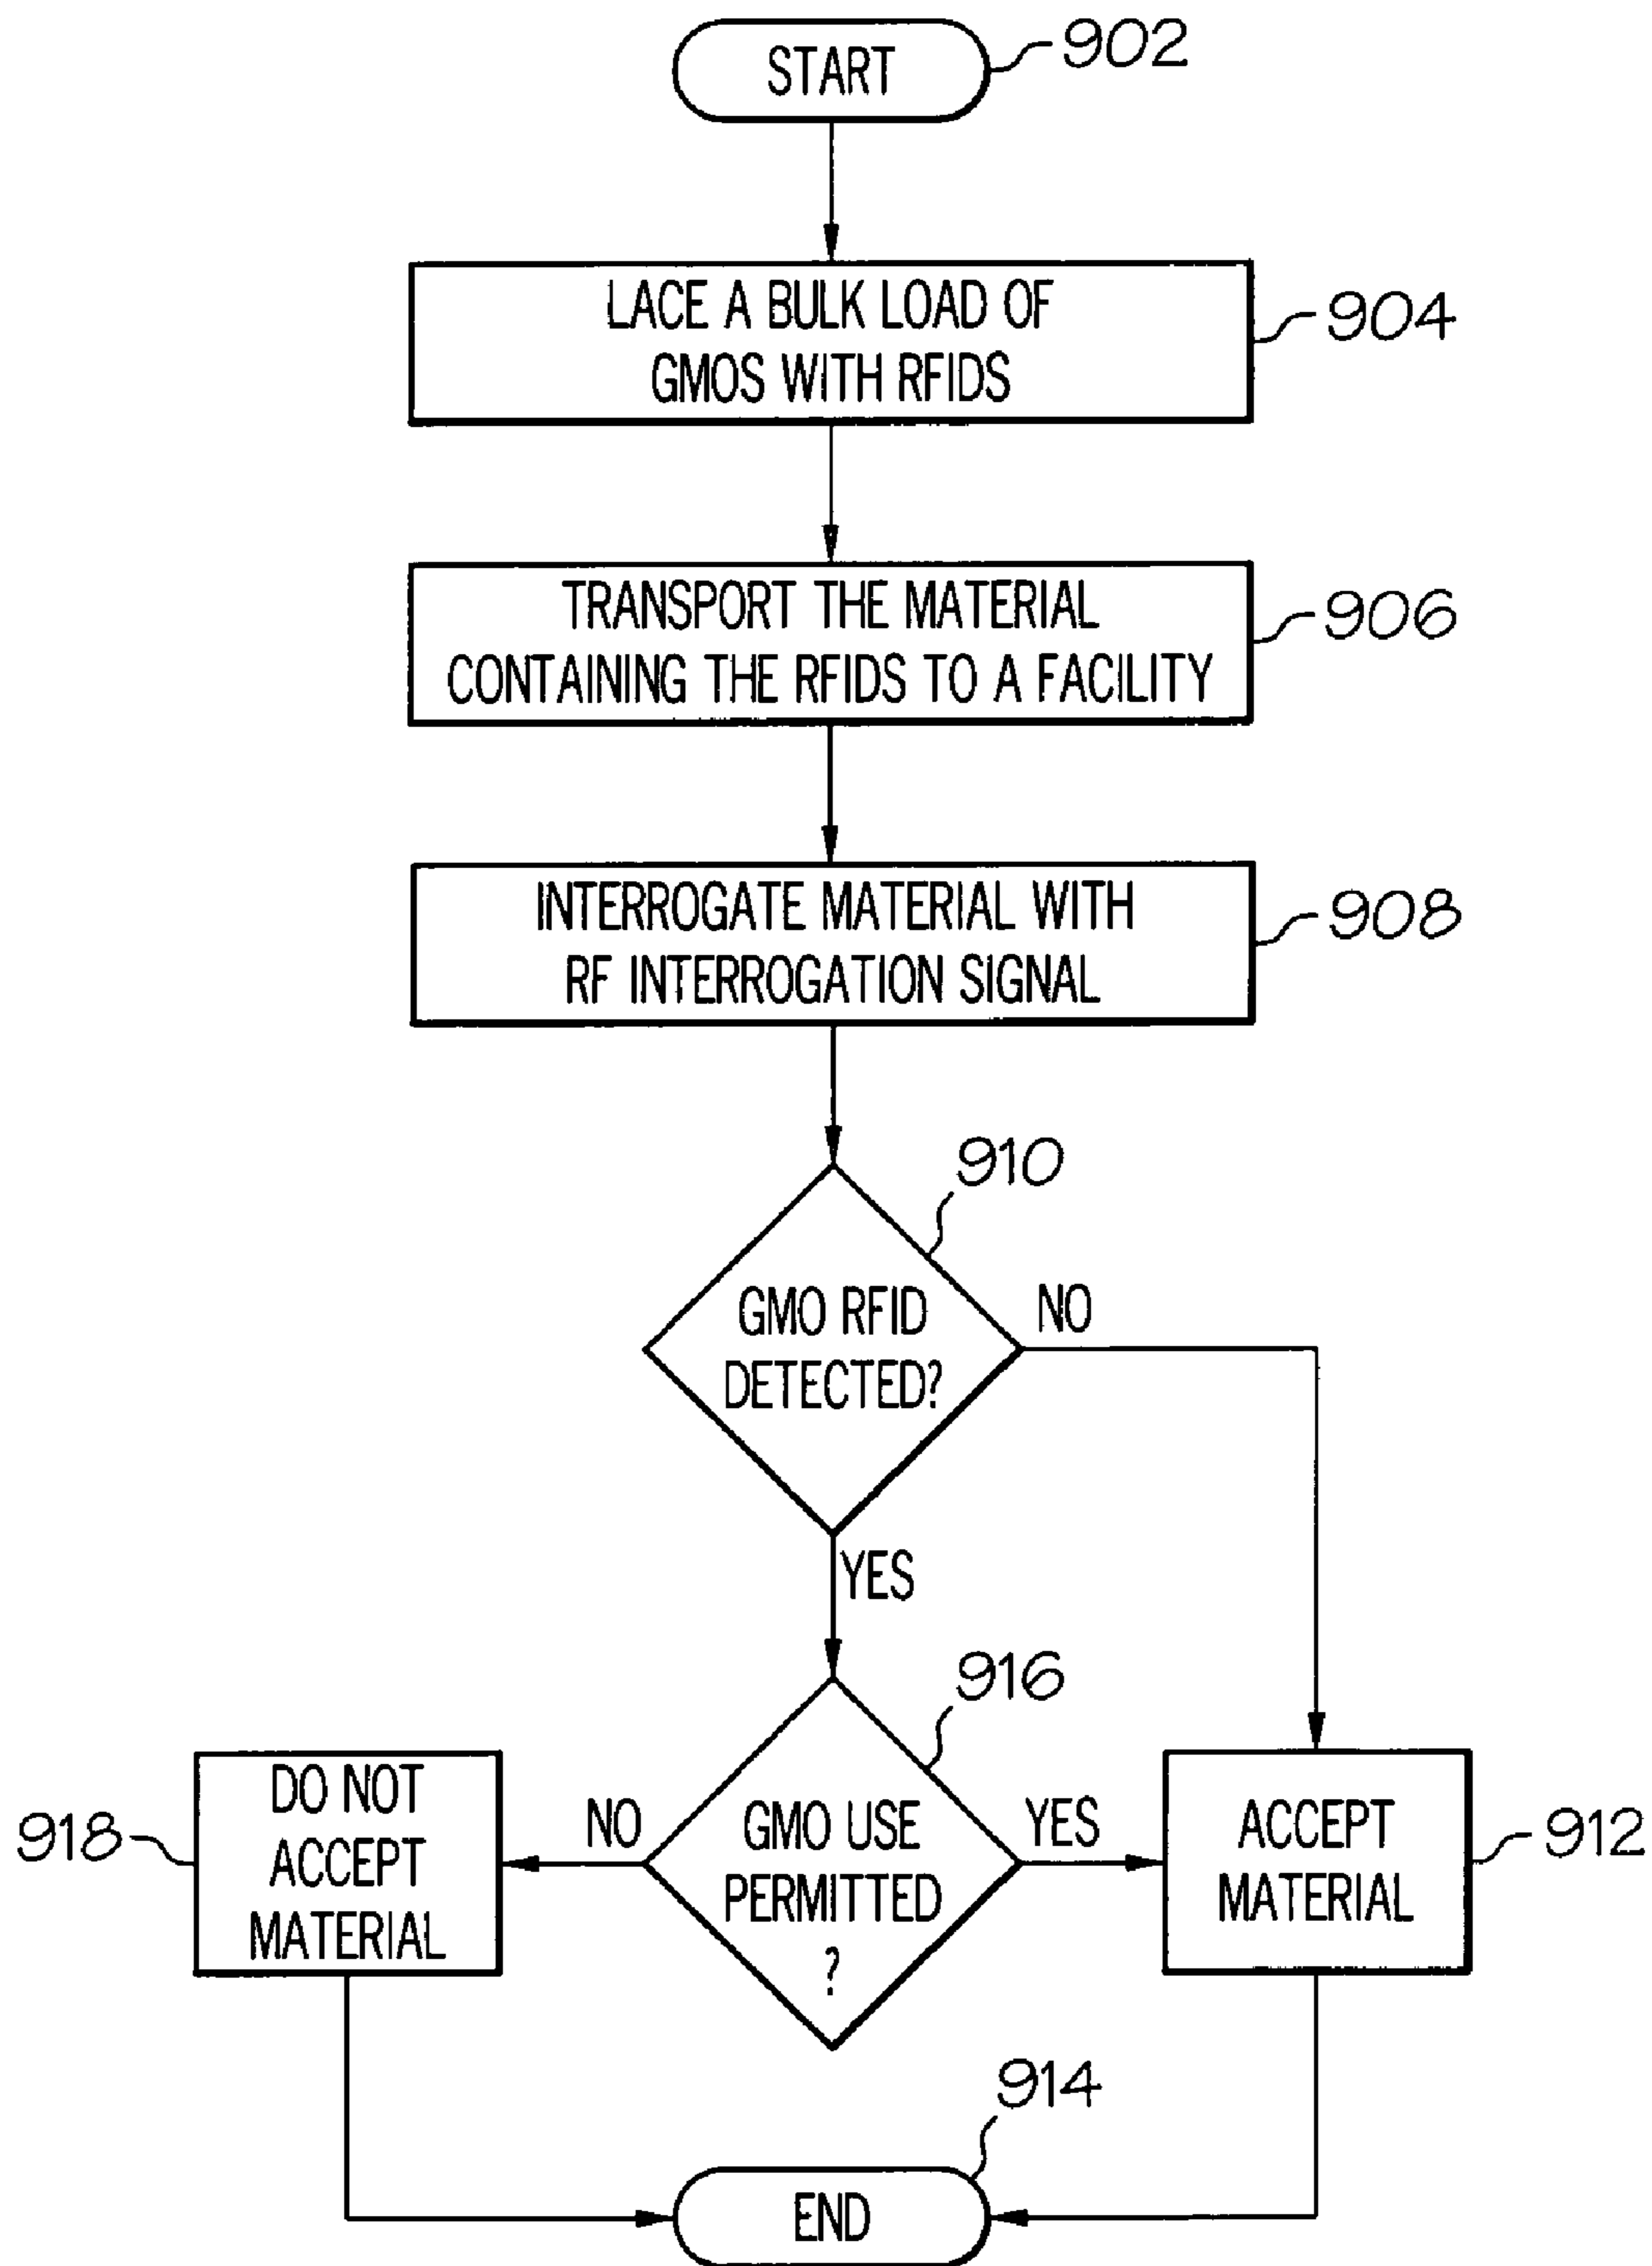 START
902
LACE A BULK LOAD OF
GMOS WITH RFIDS
904
TRANSPORT THE MATERIAL
CONTAINING THE RFIDS TO A FACILITY
906
INTERROGATE MATERIAL WITH
RF INTERROGATION SIGNAL
908
910
GMO RFID
DETECTED?
NO
YES
916
918
DO NOT
ACCEPT
MATERIAL
NO
GMO USE
PERMITTED
?
YES
ACCEPT
MATERIAL
912
914
END